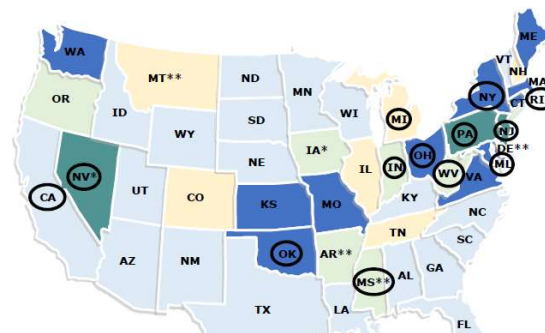 WA
ME
VT
NH
MT**
ND
MN
MA
OR
NY
RI
ID
WI
CT
SD
MI
WY
PA
NJ
IA*
OH
DE**
NE
IN
NV*
IL
WV
CA
UT
VA
CO
KS
MO
KY
NC
TN
OK
SC
AZ
NM
AR**
MS**
AL
GA
TX
LA
FL